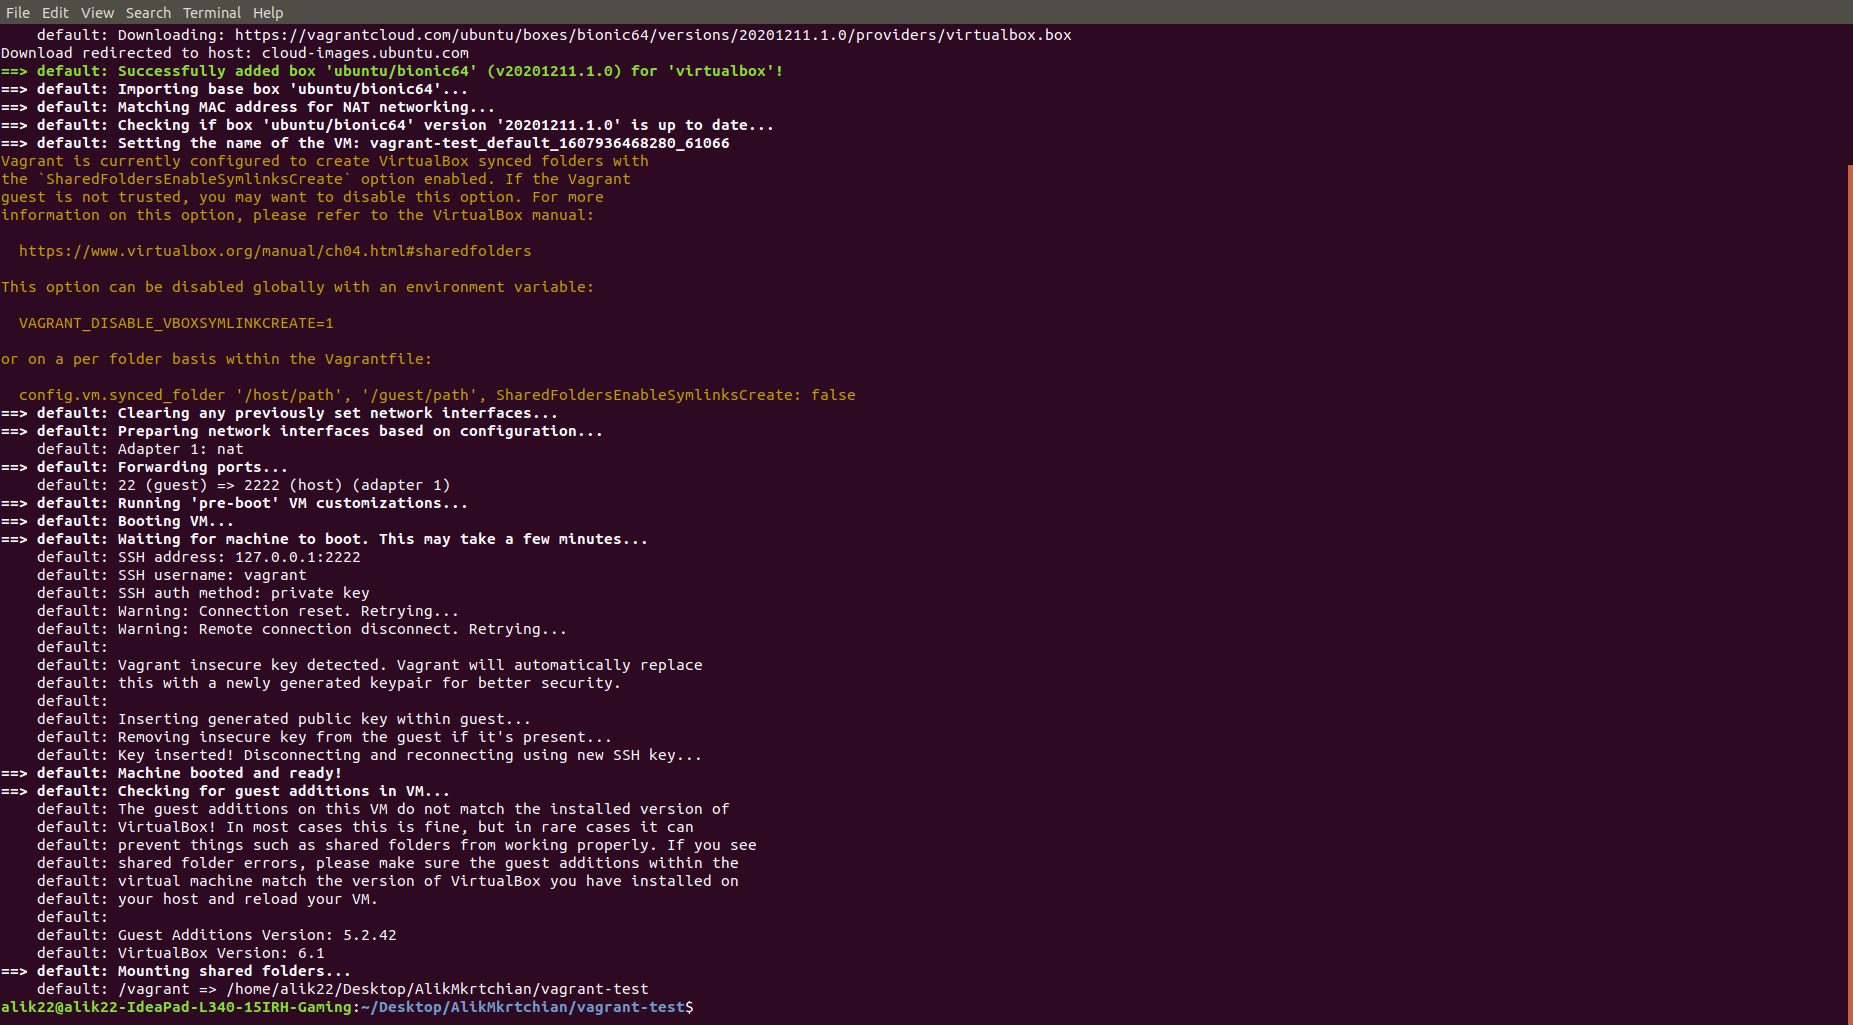 File Edit View Search Terminal Help
    default: Downloading: https://vagrantcloud.com/ubuntu/boxes/bionic64/versions/20201211.1.0/providers/virtualbox.box
Download redirected to host: cloud-images.ubuntu.com
==> default: Successfully added box 'ubuntu/bionic64' (v20201211.1.0) for 'virtualbox'!
==> default: Importing base box 'ubuntu/bionic64'...
==> default: Matching MAC address for NAT networking...
==> default: Checking if box 'ubuntu/bionic64' version '20201211.1.0' is up to date...
==> default: Setting the name of the VM: vagrant-test_default_1607936468280_61066
Vagrant is currently configured to create VirtualBox synced folders with
the `SharedFoldersEnableSymlinksCreate` option enabled. If the Vagrant
guest is not trusted, you may want to disable this option. For more
information on this option, please refer to the VirtualBox manual:

  https://www.virtualbox.org/manual/ch04.html#sharedfolders

This option can be disabled globally with an environment variable:

  VAGRANT_DISABLE_VBOXSYMLINKCREATE=1

or on a per folder basis within the Vagrantfile:

  config.vm.synced_folder '/host/path', '/guest/path', SharedFoldersEnableSymlinksCreate: false
==> default: Clearing any previously set network interfaces...
==> default: Preparing network interfaces based on configuration...
    default: Adapter 1: nat
==> default: Forwarding ports...
    default: 22 (guest) => 2222 (host) (adapter 1)
==> default: Running 'pre-boot' VM customizations...
==> default: Booting VM...
==> default: Waiting for machine to boot. This may take a few minutes...
    default: SSH address: 127.0.0.1:2222
    default: SSH username: vagrant
    default: SSH auth method: private key
    default: Warning: Connection reset. Retrying...
    default: Warning: Remote connection disconnect. Retrying...
    default:
    default: Vagrant insecure key detected. Vagrant will automatically replace
    default: this with a newly generated keypair for better security.
    default:
    default: Inserting generated public key within guest...
    default: Removing insecure key from the guest if it's present...
    default: Key inserted! Disconnecting and reconnecting using new SSH key...
==> default: Machine booted and ready!
==> default: Checking for guest additions in VM...
    default: The guest additions on this VM do not match the installed version of
    default: VirtualBox! In most cases this is fine, but in rare cases it can
    default: prevent things such as shared folders from working properly. If you see
    default: shared folder errors, please make sure the guest additions within the
    default: virtual machine match the version of VirtualBox you have installed on
    default: your host and reload your VM.
    default:
    default: Guest Additions Version: 5.2.42
    default: VirtualBox Version: 6.1
==> default: Mounting shared folders...
    default: /vagrant => /home/alik22/Desktop/AlikMkrtchian/vagrant-test
alik22@alik22-IdeaPad-L340-15IRH-Gaming:~/Desktop/AlikMkrtchian/vagrant-test$